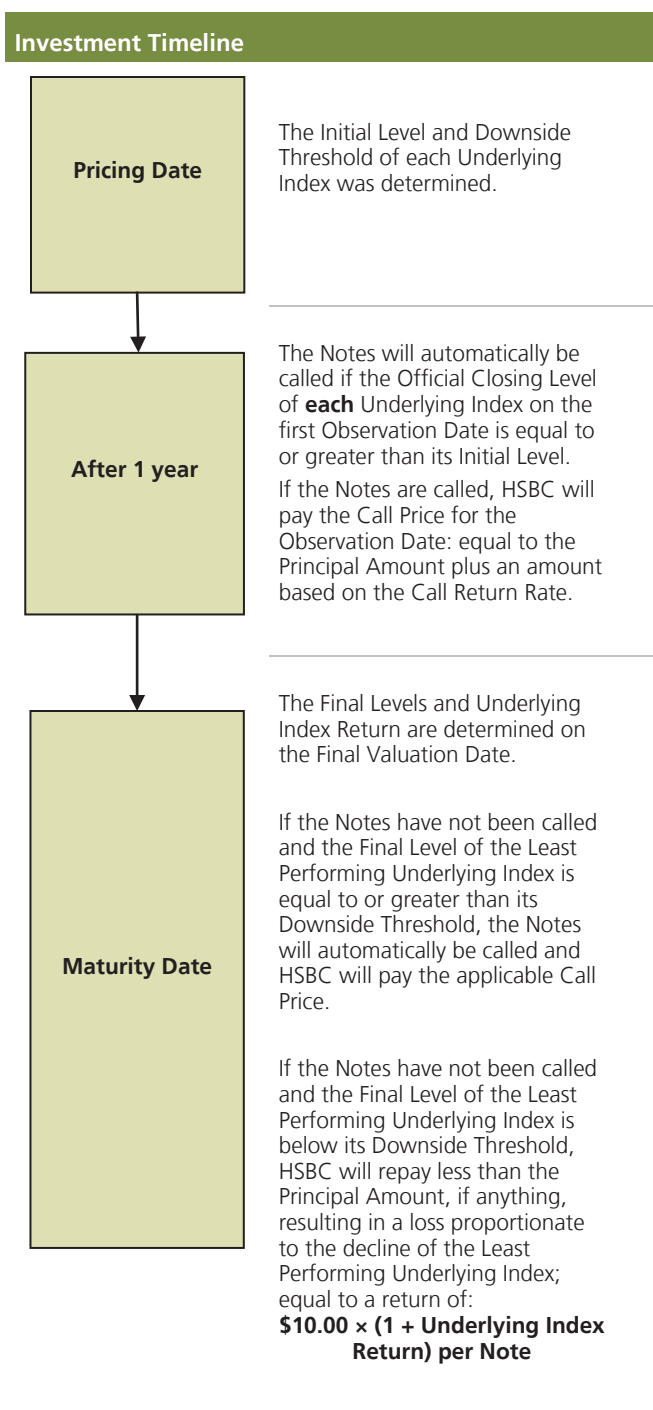 Investment Timeline
Pricing Date
The Initial Level and Downside
Threshold of each Underlying
Index was determined.
After 1 year
The Notes will automatically be
called if the Official Closing Level
of each Underlying Index on the
first Observation Date is equal to
or greater than its Initial Level.
If the Notes are called, HSBC will
pay the Call Price for the
Observation Date: equal to the
Principal Amount plus an amount
based on the Call Return Rate.
Maturity Date
The Final Levels and Underlying
Index Return are determined on
the Final Valuation Date.
If the Notes have not been called
and the Final Level of the Least
Performing Underlying Index is
equal to or greater than its
Downside Threshold, the Notes
will automatically be called and
HSBC will pay the applicable Call
Price.
If the Notes have not been called
and the Final Level of the Least
Performing Underlying Index is
below its Downside Threshold,
HSBC will repay less than the
Principal Amount, if anything,
resulting in a loss proportionate
to the decline of the Least
Performing Underlying Index;
equal to a return of:
$10.00 × (1 + Underlying Index
Return) per Note